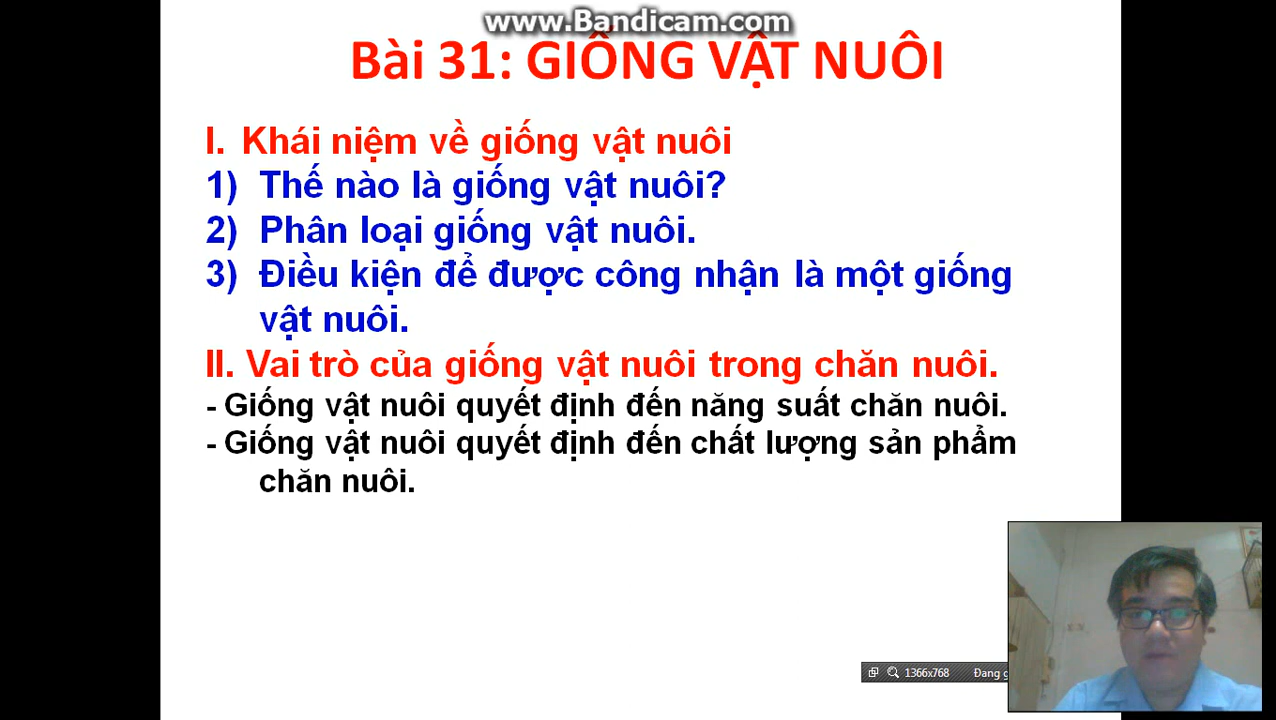 www.Bandicam.com
Bài 31: GIỐNG VẬT NUÔI
I. Khái niệm về giống vật nuôi
1) Thế nào là giống vật nuôi?
2) Phân loại giống vật nuôi.
3) Điều kiện để được công nhận là một giống
vật nuôi.
II. Vai trò của giống vật nuôi trong chăn nuôi.
- Giống vật nuôi quyết định đến năng suất chăn nuôi.
- Giống vật nuôi quyết định đến chất lượng sản phẩm
chăn nuôi.
1366x768 Đang